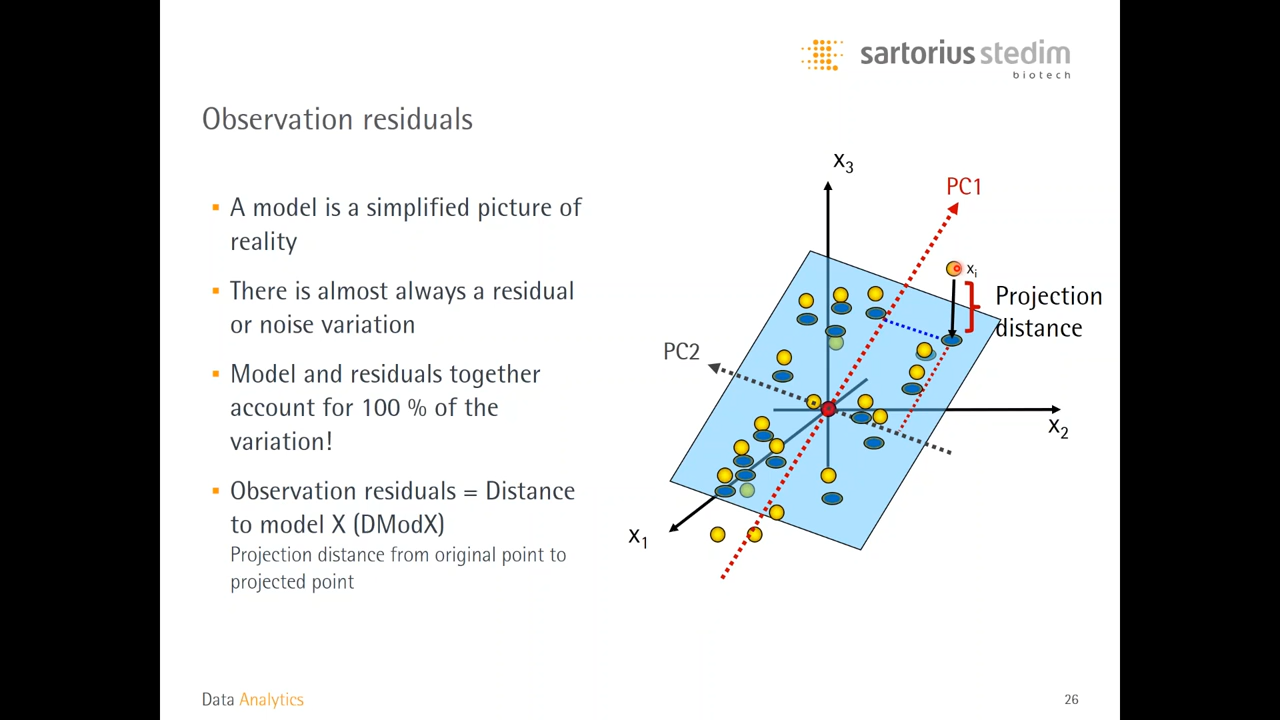 sartorius stedim
biotech
Observation residuals
▪ A model is a simplified picture of
reality
▪ There is almost always a residual
or noise variation
▪ Model and residuals together
account for 100 % of the
variation!
▪ Observation residuals = Distance
to model X (DModX)
Projection distance from original point to
projected point
x3
PC1
xi
Projection
distance
PC2
x2
x1
Data Analytics
26